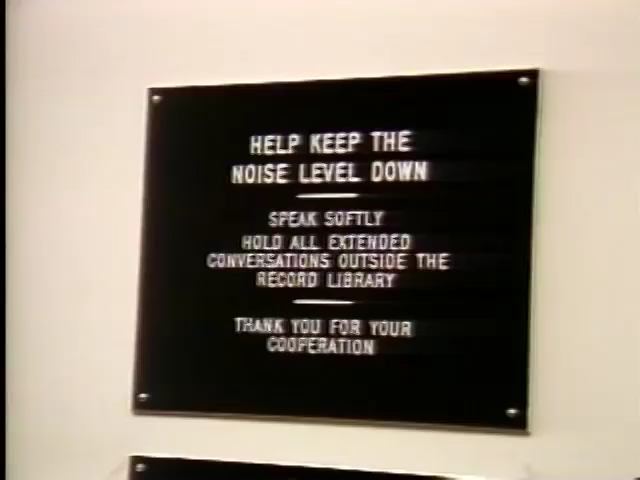 HELP KEEP THE
NOISE LEVEL DOWN
SPEAK SOFTLY
HOLD ALL EXTENDED
CONVERSATIONS OUTSIDE THE
RECORD LIBRARY
THANK YOU FOR YOUR
COOPERATION